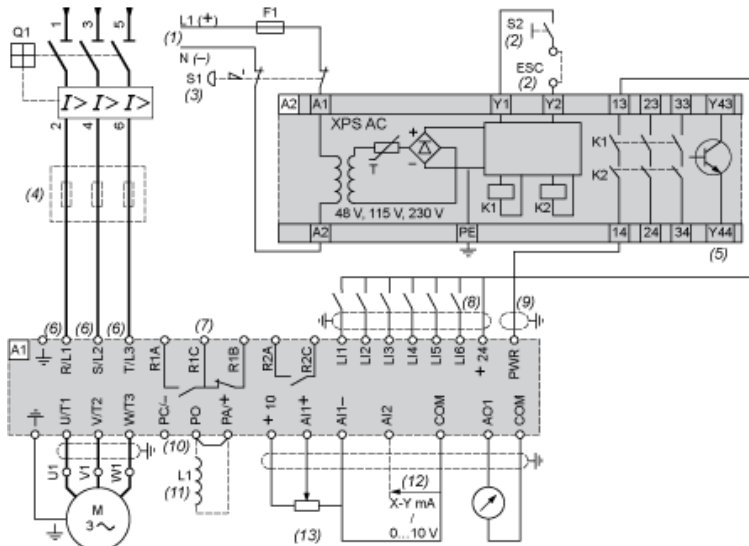 1 3 5
Q1
I> I> I>
2 4 6
(4)
L1 (+) F1
(1)
N (–)
S1
(3)
S2
(2)
ESC
(2)
A2 A1 Y1 Y2 13 23 33 Y43
XPS AC
+
–
T
K1
K2
K1 K2
48 V, 115 V, 230 V
A2 PE 14 24 34 Y44
(5)
(6) (6) (6) (7) (8) (9)
A1
R/L1 S/L2 T/L3 R1A R1C R1B R2A R2C LI1 LI2 LI3 LI4 LI5 LI6 + 24 PWR
U/T1 V/T2 W/T3 PC/– PO PA/+ + 10 AI1+ AI1– AI2 COM AO1 COM
(10)
U1 V1 W1
L1
(11)
(12)
X-Y mA
/
0...10 V
(13)
M
3 ~